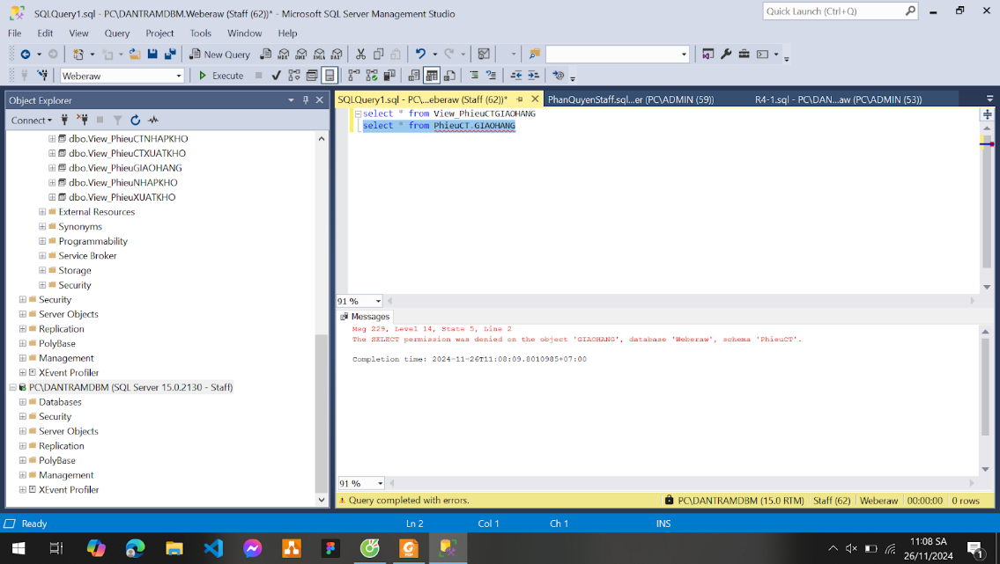 SQLQuery1.sql - PC\DANTRAMDBM.Weberaw (Staff (62))* - Microsoft SQL Server Management Studio
Quick Launch (Ctrl+Q)
File Edit View Query Project Tools Window Help
New Query
MDX DMX XMLA DAX
Weberaw
Execute
Object Explorer
Connect
dbo.View_PhieuCTNHAPKHO
dbo.View_PhieuCTXUATKHO
dbo.View_PhieuGIAOHANG
dbo.View_PhieuNHAPKHO
dbo.View_PhieuXUATKHO
External Resources
Synonyms
Programmability
Service Broker
Storage
Security
Security
Server Objects
Replication
PolyBase
Management
XEvent Profiler
PC\DANTRAMDBM (SQL Server 15.0.2130 - Staff)
Databases
Security
Server Objects
Replication
PolyBase
Management
XEvent Profiler
SQLQuery1.sql - PC\...eberaw (Staff (62))* PhanQuyenStaff.sql...er (PC\ADMIN (59)) R4-1.sql - PC\DAN...aw (PC\ADMIN (53))
select * from View_PhieuCTGIAOHANG
select * from PhieuCT.GIAOHANG
91 %
Messages
Msg 229, Level 14, State 5, Line 2
The SELECT permission was denied on the object 'GIAOHANG', database 'Weberaw', schema 'PhieuCT'.
Completion time: 2024-11-26T11:08:09.8010985+07:00
91 %
Query completed with errors. PC\DANTRAMDBM (15.0 RTM) Staff (62) Weberaw 00:00:00 0 rows
Ready Ln 2 Col 1 Ch 1 INS
11:08 SA
26/11/2024
1